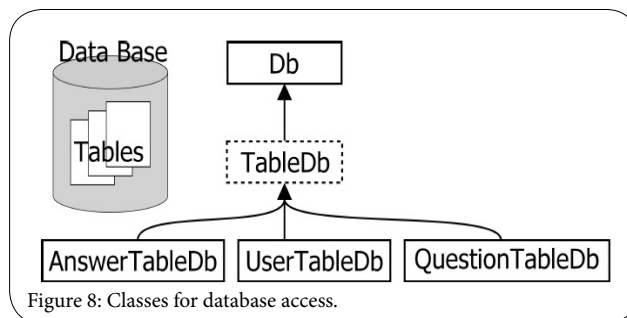 Data Base
Db
Tables
TableDb
AnswerTableDb UserTableDb QuestionTableDb
Figure 8: Classes for database access.